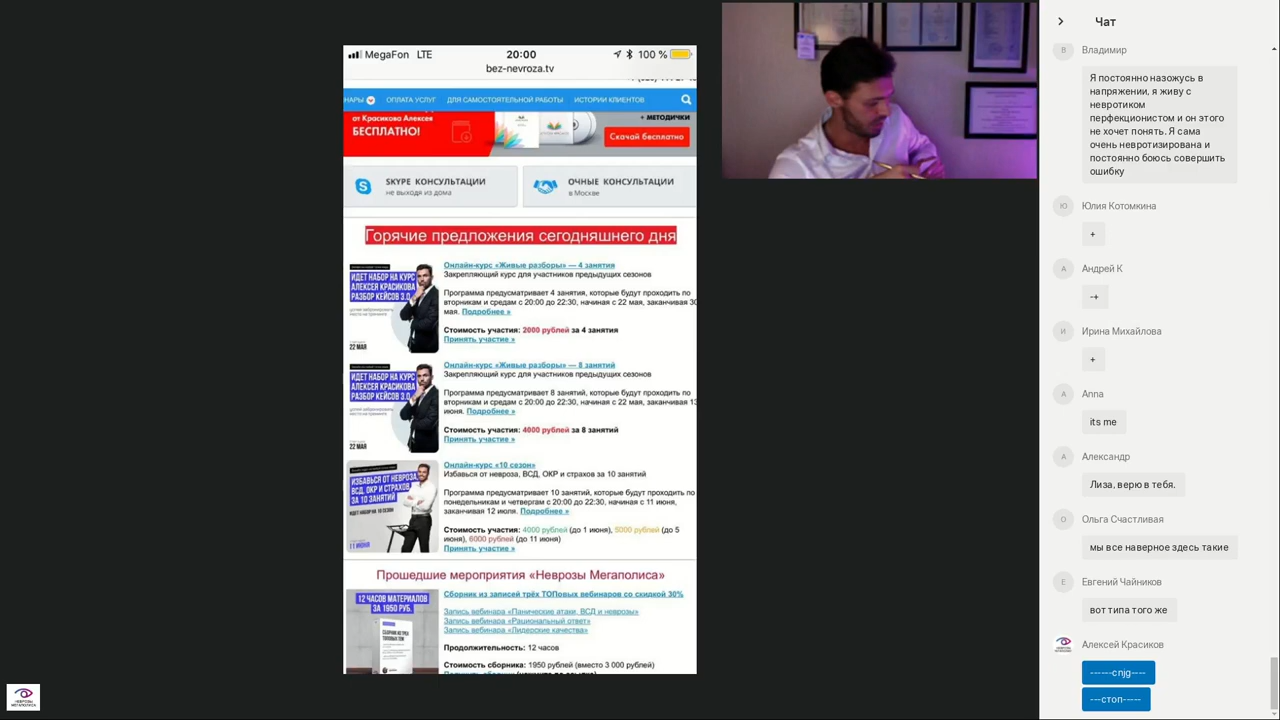 MegaFon LTE 20:00 100 %
bez-nevroza.tv
НАРЫ ОПЛАТА УСЛУГ ДЛЯ САМОСТОЯТЕЛЬНОЙ РАБОТЫ ИСТОРИИ КЛИЕНТОВ
от Красикова Алексея
БЕСПЛАТНО!
+ МЕТОДИЧКИ
Скачай бесплатно
SKYPE КОНСУЛЬТАЦИИ
не выходя из дома
ОЧНЫЕ КОНСУЛЬТАЦИИ
в Москве
Горячие предложения сегодняшнего дня
ИДЕТ НАБОР НА КУРС
АЛЕКСЕЯ КРАСИКОВА
РАЗБОР КЕЙСОВ 3.0
22 МАЯ
Онлайн-курс «Живые разборы» — 4 занятия
Закрепляющий курс для участников предыдущих сезонов
Программа предусматривает 4 занятия, которые будут проходить по
вторникам и средам с 20:00 до 22:30, начиная с 22 мая, заканчивая 30
мая. Подробнее »
Стоимость участия: 2000 рублей за 4 занятия
Принять участие »
ИДЕТ НАБОР НА КУРС
АЛЕКСЕЯ КРАСИКОВА
РАЗБОР КЕЙСОВ 3.0
22 МАЯ
Онлайн-курс «Живые разборы» — 8 занятий
Закрепляющий курс для участников предыдущих сезонов
Программа предусматривает 8 занятий, которые будут проходить по
вторникам и средам с 20:00 до 22:30, начиная с 22 мая, заканчивая 13
июня. Подробнее »
Стоимость участия: 4000 рублей за 8 занятий
Принять участие »
ИЗБАВЬСЯ ОТ НЕВРОЗА,
ВСД, ОКР И СТРАХОВ
ЗА 10 ЗАНЯТИЙ
ИДЕТ НАБОР НА 10 СЕЗОН
11 ИЮНЯ
Онлайн-курс «10 сезон»
Избавься от невроза, ВСД, ОКР и страхов за 10 занятий
Программа предусматривает 10 занятий, которые будут проходить по
понедельникам и четвергам с 20:00 до 22:30, начиная с 11 июня,
заканчивая 12 июля. Подробнее »
Стоимость участия: 4000 рублей (до 1 июня), 5000 рублей (до 5
июня), 6000 рублей (до 11 июня)
Принять участие »
Прошедшие мероприятия «Неврозы Мегаполиса»
12 ЧАСОВ МАТЕРИАЛОВ
ЗА 1950 РУБ.
Сборник из записей трёх ТОПовых вебинаров со скидкой 30%
Запись вебинара «Панические атаки, ВСД и неврозы»
Запись вебинара «Рациональный ответ»
Запись вебинара «Лидерские качества»
Продолжительность: 12 часов
Стоимость сборника: 1950 рублей (вместо 3 000 рублей)
НЕВРОЗЫ
МЕГАПОЛИСА
Чат
В Владимир
Я постоянно назожусь в
напряжении, я живу с
невротиком
перфекционистом и он этого
не хочет понять. Я сама
очень невротизирована и
постоянно боюсь совершить
ошибку
Ю Юлия Котомкина
+
А Андрей К
-+
И Ирина Михайлова
+
A Anna
its me
А Александр
Лиза, верю в тебя.
О Ольга Счастливая
мы все наверное здесь такие
Е Евгений Чайников
вот типа того же
Алексей Красиков
------cnjg----
---стоп-----